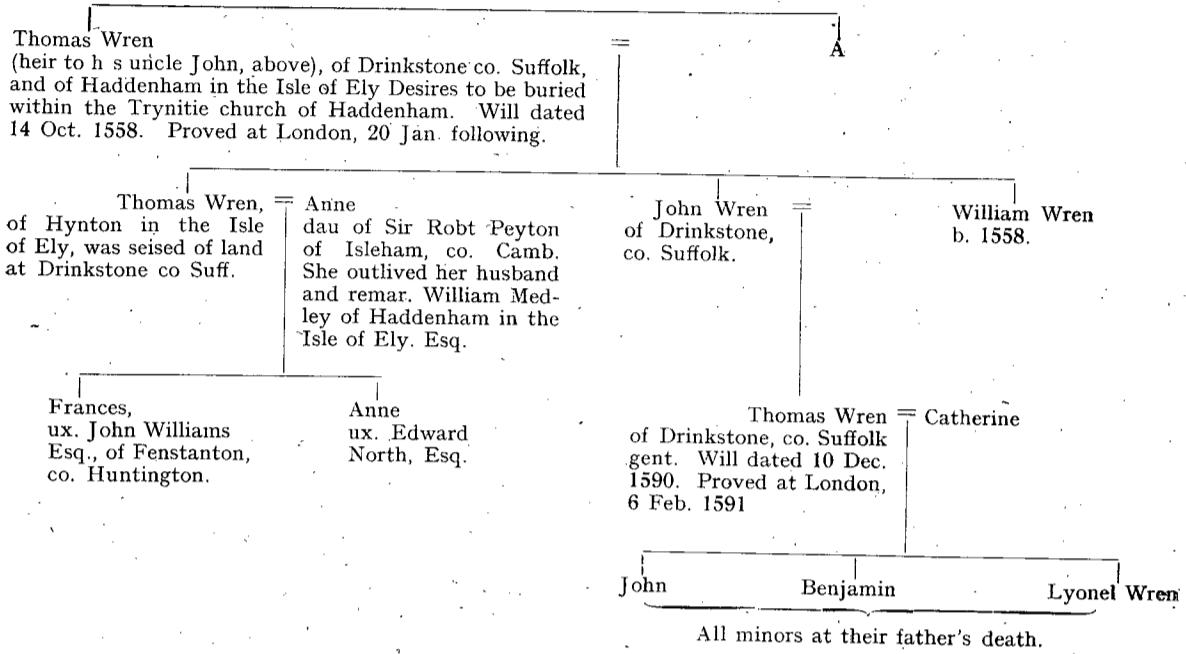 Thomas Wren =
(heir to h s uncle John, above), of Drinkstone co. Suffolk,
and of Haddenham in the Isle of Ely Desires to be buried
within the Trynitie church of Haddenham. Will dated
14 Oct. 1558. Proved at London, 20 Jan. following.
A
Thomas Wren, =
of Hynton in the Isle
of Ely, was seised of land
at Drinkstone co Suff.
Anne
dau of Sir Robt Peyton
of Isleham, co. Camb.
She outlived her husband
and remar. William Med-
ley of Haddenham in the
Isle of Ely. Esq.
John Wren =
of Drinkstone,
co. Suffolk.
William Wren
b. 1558.
Frances,
ux. John Williams
Esq., of Fenstanton,
co. Huntington.
Anne
ux. Edward
North, Esq.
Thomas Wren = Catherine
of Drinkstone, co. Suffolk
gent. Will dated 10 Dec.
1590. Proved at London,
6 Feb. 1591
John Benjamin Lyonel Wren
All minors at their father's death.